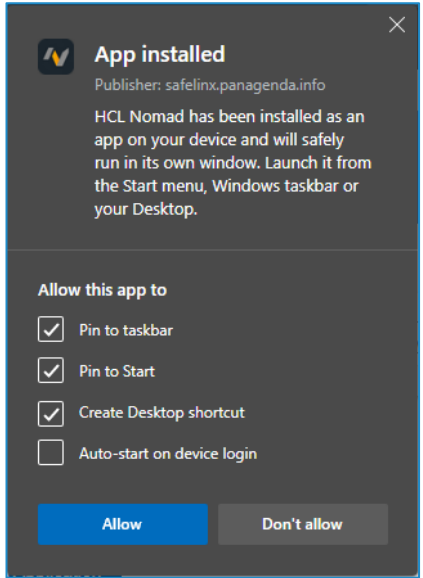 App installed
Publisher: safelinx.panagenda.info
HCL Nomad has been installed as an
app on your device and will safely
run in its own window. Launch it from
the Start menu, Windows taskbar or
your Desktop.
Allow this app to
Pin to taskbar
Pin to Start
Create Desktop shortcut
Auto-start on device login
Allow
Don't allow